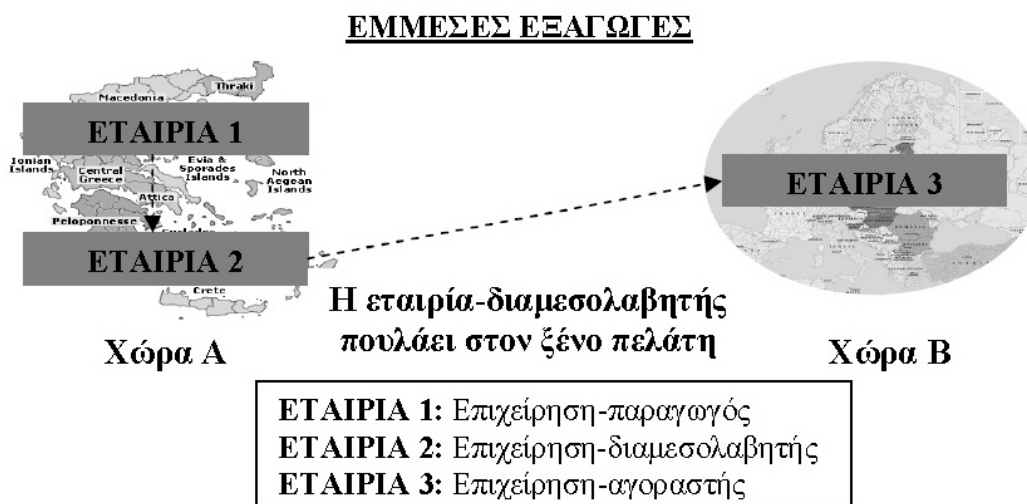 ΕΜΜΕΣΕΣ ΕΞΑΓΩΓΕΣ
Thraki
Macedonia
ΕΤΑΙΡΙΑ 1
Ionian
Islands
Central
Greece
Evia &
Sporades
Islands
North
Aegean
Islands
Attica
Peloponnesse
ΕΤΑΙΡΙΑ 2
Crete
ΕΤΑΙΡΙΑ 3
Η εταιρία-διαμεσολαβητής
πουλάει στον ξένο πελάτη
Χώρα Α
Χώρα Β
ΕΤΑΙΡΙΑ 1: Επιχείρηση-παραγωγός
ΕΤΑΙΡΙΑ 2: Επιχείρηση-διαμεσολαβητής
ΕΤΑΙΡΙΑ 3: Επιχείρηση-αγοραστής